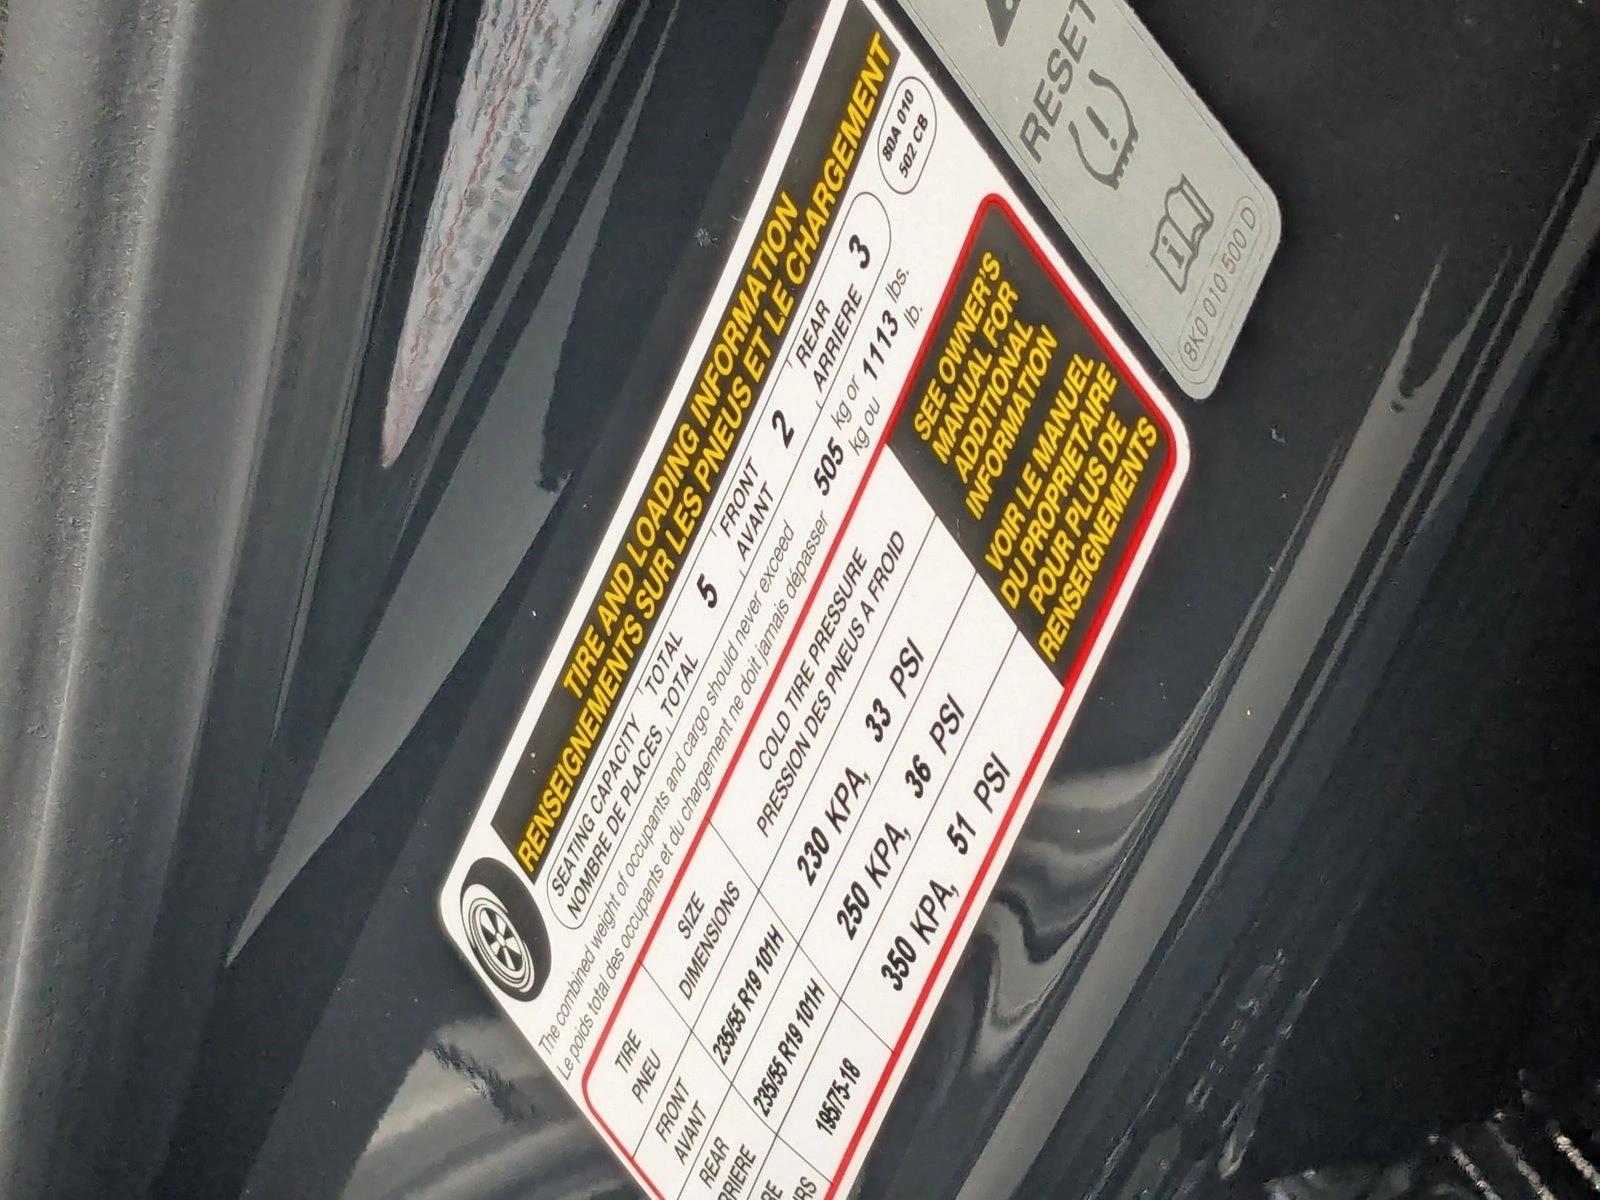 TIRE AND LOADING INFORMATION
RENSEIGNEMENTS SUR LES PNEUS ET LE CHARGEMENT
80A 010
502 CB
SEATING CAPACITY TOTAL 5 FRONT 2 REAR 3
NOMBRE DE PLACES TOTAL AVANT ARRIERE
The combined weight of occupants and cargo should never exceed 505 kg or 1113 lbs.
Le poids total des occupants et du chargement ne doit jamais dépasser kg ou lb.
TIRE SIZE COLD TIRE PRESSURE
PNEU DIMENSIONS PRESSION DES PNEUS A FROID
FRONT 235/55 R19 101H 230 KPA, 33 PSI
AVANT
REAR 235/55 R19 101H 250 KPA, 36 PSI
RIERE
RE 195/75-18 350 KPA, 51 PSI
RS
SEE OWNER'S
MANUAL FOR
ADDITIONAL
INFORMATION
VOIR LE MANUEL
DU PROPRIETAIRE
POUR PLUS DE
RENSEIGNEMENTS
RESET
8K0 010 500 D